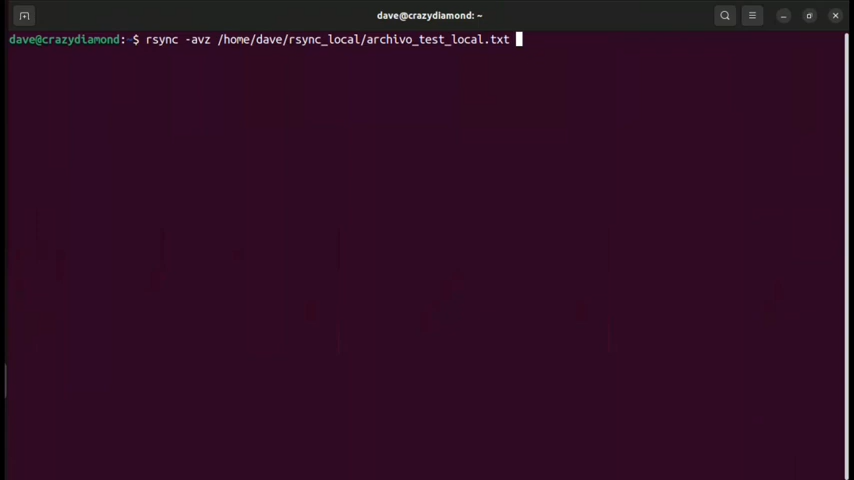 dave@crazydiamond: ~
dave@crazydiamond:~$ rsync -avz /home/dave/rsync_local/archivo_test_local.txt